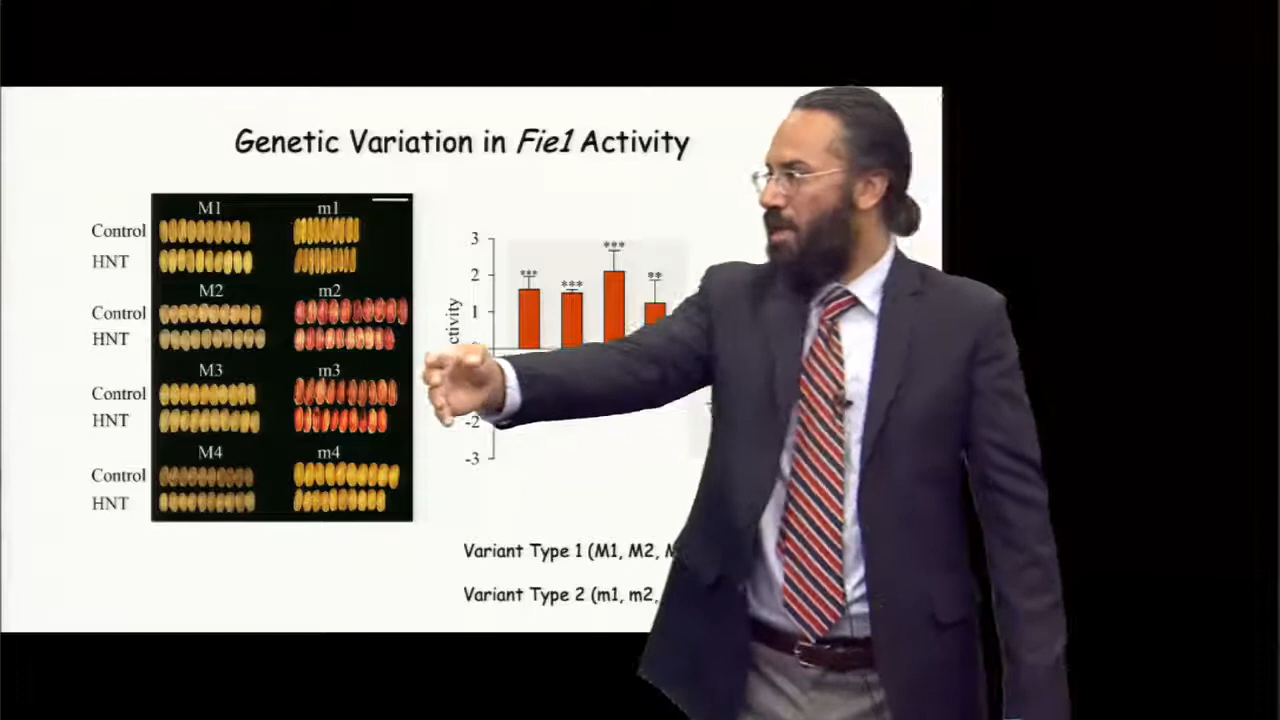 Genetic Variation in Fie1 Activity
M1 m1
Control
HNT
M2 m2
Control
HNT
M3 m3
Control
HNT
M4 m4
Control
HNT
3
***
2
*** *** **
1
ctivity
-2
-3
Variant Type 1 (M1, M2,
Variant Type 2 (m1, m2,